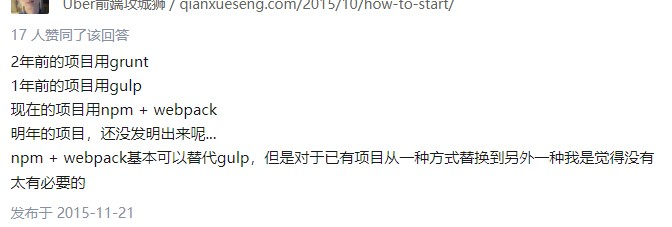 Uber前端攻城狮 / qianxueseng.com/2015/10/how-to-start/
17 人赞同了该回答
2年前的项目用grunt
1年前的项目用gulp
现在的项目用npm + webpack
明年的项目，还没发明出来呢...
npm + webpack基本可以替代gulp，但是对于已有项目从一种方式替换到另外一种我是觉得没有
太有必要的
发布于 2015-11-21